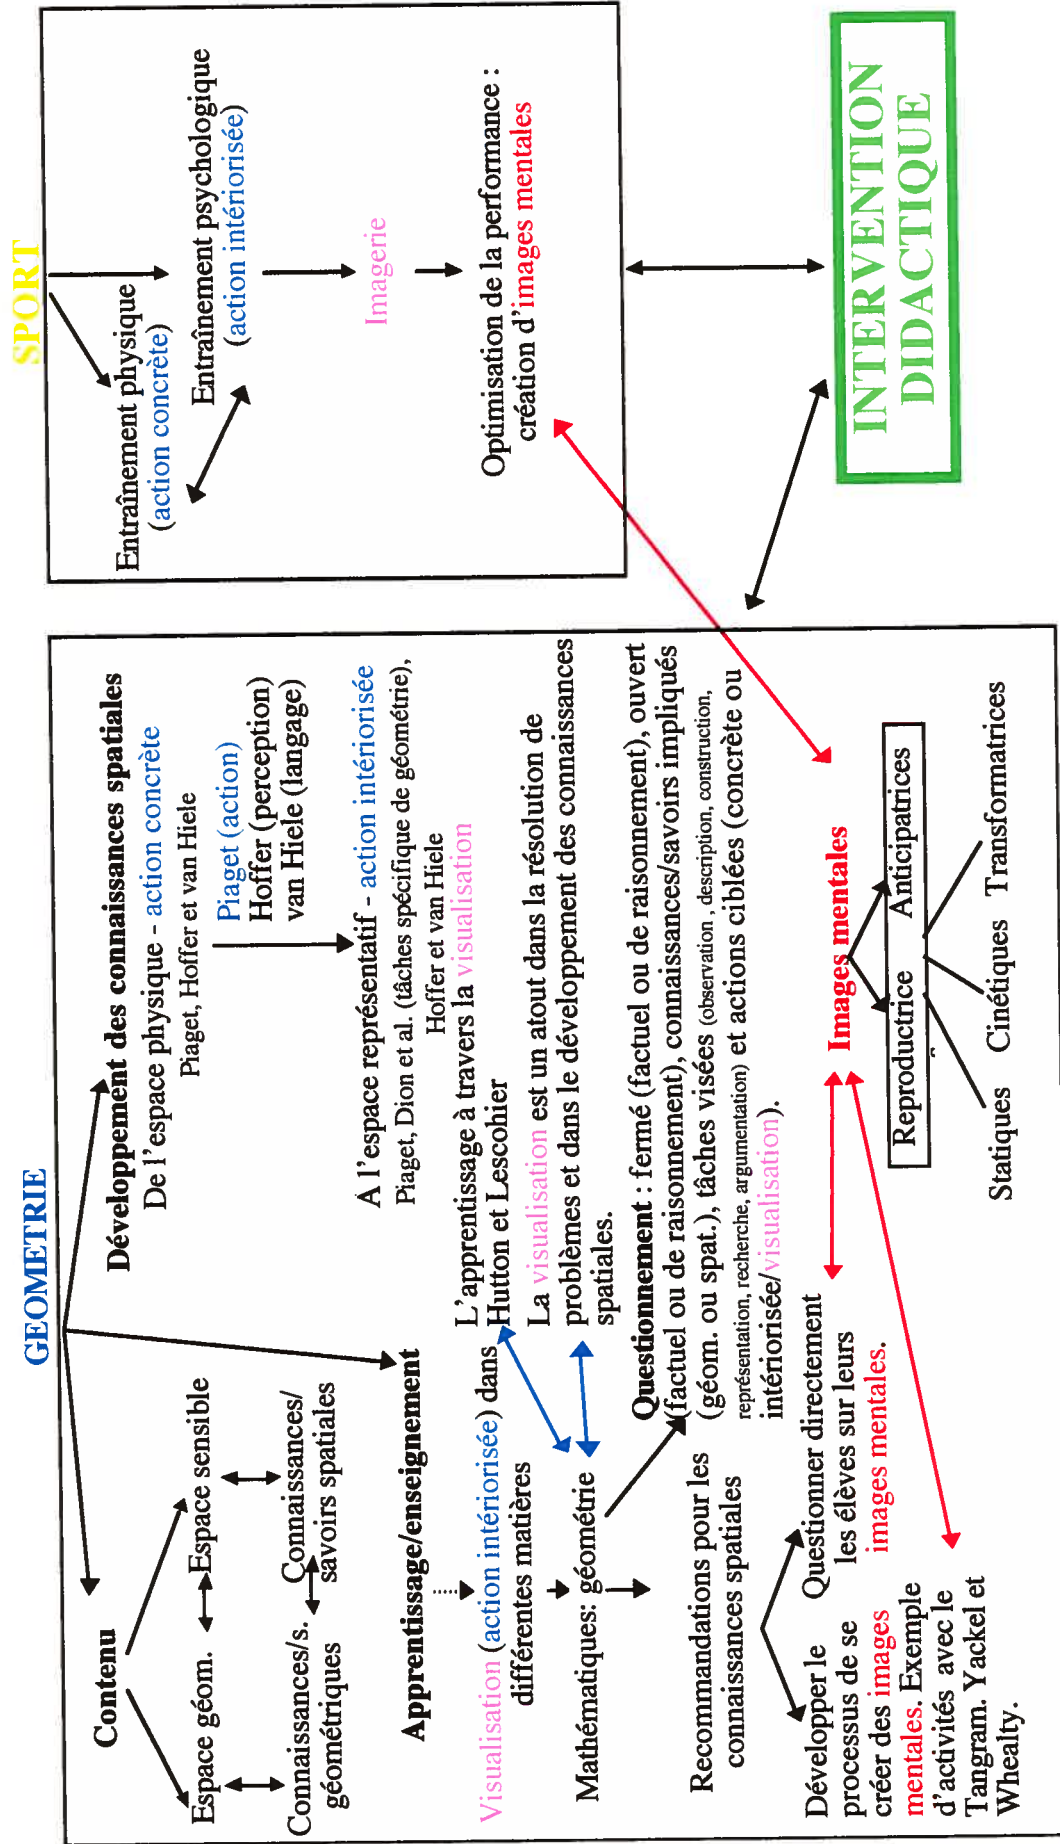 GEOMETRIE
Contenu
Espace géom.
Espace sensible
Connaissances/s.
géométriques
Connaissances/
savoirs spatiales
Développement des connaissances spatiales
De l'espace physique - action concrète
Piaget, Hoffer et van Hiele
Piaget (action)
Hoffer (perception)
van Hiele (langage)
À l'espace représentatif - action intériorisée
Piaget, Dion et al. (tâches spécifique de géométrie),
Hoffer et van Hiele
Apprentissage/enseignement
Visualisation (action intériorisée) dans
différentes matières
Mathématiques: géométrie
L'apprentissage à travers la visualisation
Hutton et Lescohier
La visualisation est un atout dans la résolution de
problèmes et dans le développement des connaissances
spatiales.
Questionnement : fermé (factuel ou de raisonnement), ouvert
(factuel ou de raisonnement), connaissances/savoirs impliqués
(géom. ou spat.), tâches visées (observation , description, construction,
représentation, recherche, argumentation) et actions ciblées (concrète ou
intériorisée/visualisation).
Recommandations pour les
connaissances spatiales
Développer le
processus de se
créer des images
mentales. Exemple
d'activités avec le
Tangram. Yackel et
Whealty.
Questionner directement
les élèves sur leurs
images mentales.
Images mentales
Reproductrice Anticipatrices
Statiques Cinétiques Transformatrices
SPORT
Entraînement physique
(action concrète)
Entraînement psychologique
(action intériorisée)
Imagerie
Optimisation de la performance :
création d'images mentales
INTERVENTION
DIDACTIQUE